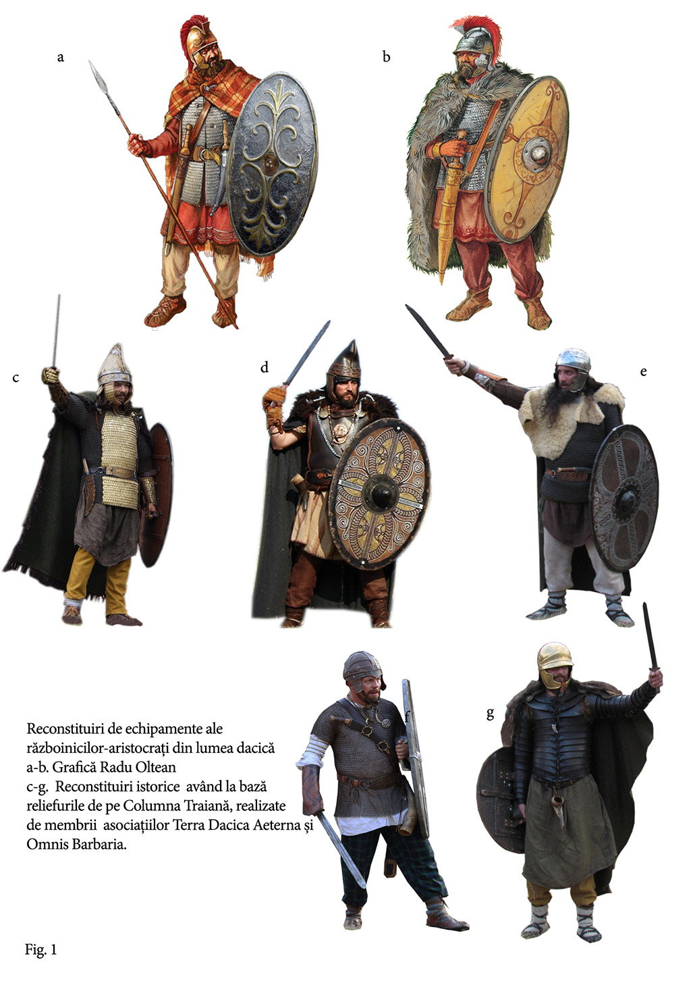 a
b
c
d
e
f
g
Reconstituiri de echipamente ale
războinicilor-aristocrați din lumea dacică
a-b. Grafică Radu Oltean
c-g. Reconstituiri istorice având la bază
reliefurile de pe Columna Traiană, realizate
de membrii asociațiilor Terra Dacica Aeterna și
Omnis Barbaria.
Fig. 1